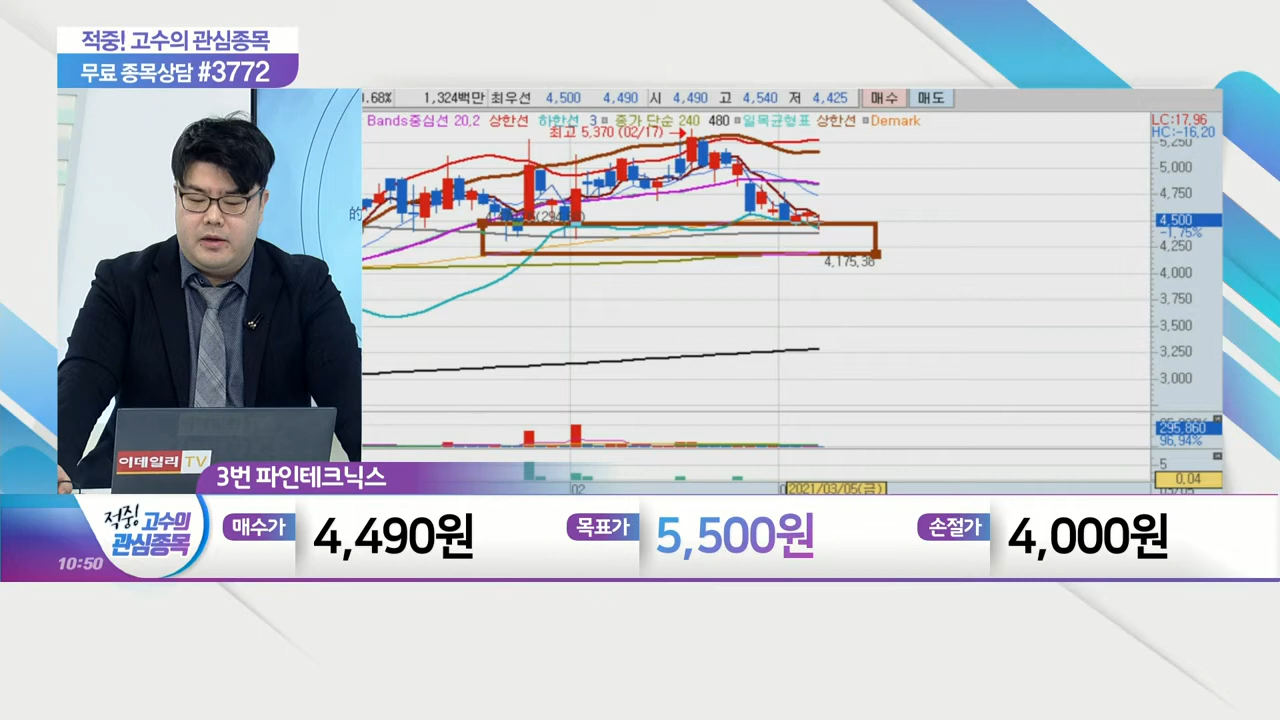 적중! 고수의 관심종목
무료 종목상담 #3772
1,324백만 최우선 4,500 4,490 시 4,490 고 4,540 저 4,425 매수 매도
Bands중심선 20,2 상한선 하한선 3 종가 단순 240 480 일목균형표 상한선 Demark
최고 5,370 (02/17)
LC:17,96
HC:-16,20
5,250
5,000
4,750
4,500
-1,75%
4,250
4,175,38
4,000
3,750
3,500
3,250
3,000
295,860
96,94%
5
0,04
02
2021/03/05(금)
的
이데일리 TV
3번 파인테크닉스
적중! 고수의 관심종목
10:50
매수가 4,490원
목표가 5,500원
손절가 4,000원